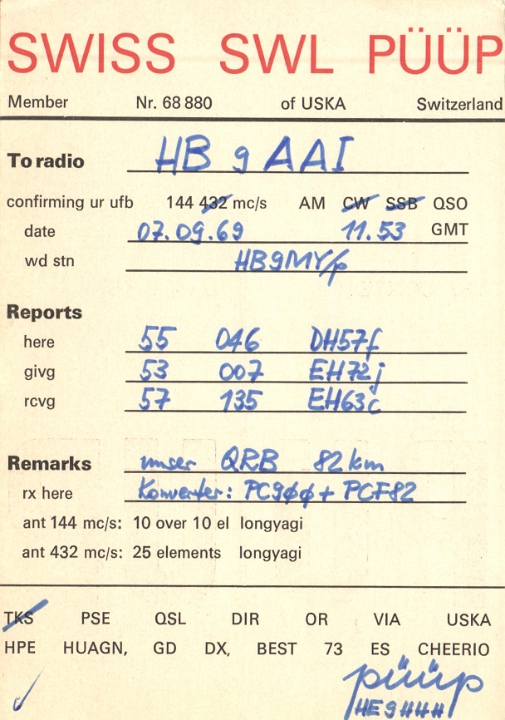 SWISS SWL PÜÜP
Member Nr. 68 880 of USKA Switzerland
To radio HB 9 AAI
confirming ur ufb 144 432 mc/s AM CW SSB QSO
date 07.09.69 11.53 GMT
wd stn HB9MY/p
Reports
here 55 046 DH57f
givg 53 007 EH72j
rcvg 57 135 EH63c
Remarks unser QRB 82 km
rx here Konverter: PC9øø + PCF82
ant 144 mc/s: 10 over 10 el longyagi
ant 432 mc/s: 25 elements longyagi
TKS PSE QSL DIR OR VIA USKA
HPE HUAGN, GD DX, BEST 73 ES CHEERIO
püüp
HE9HHH